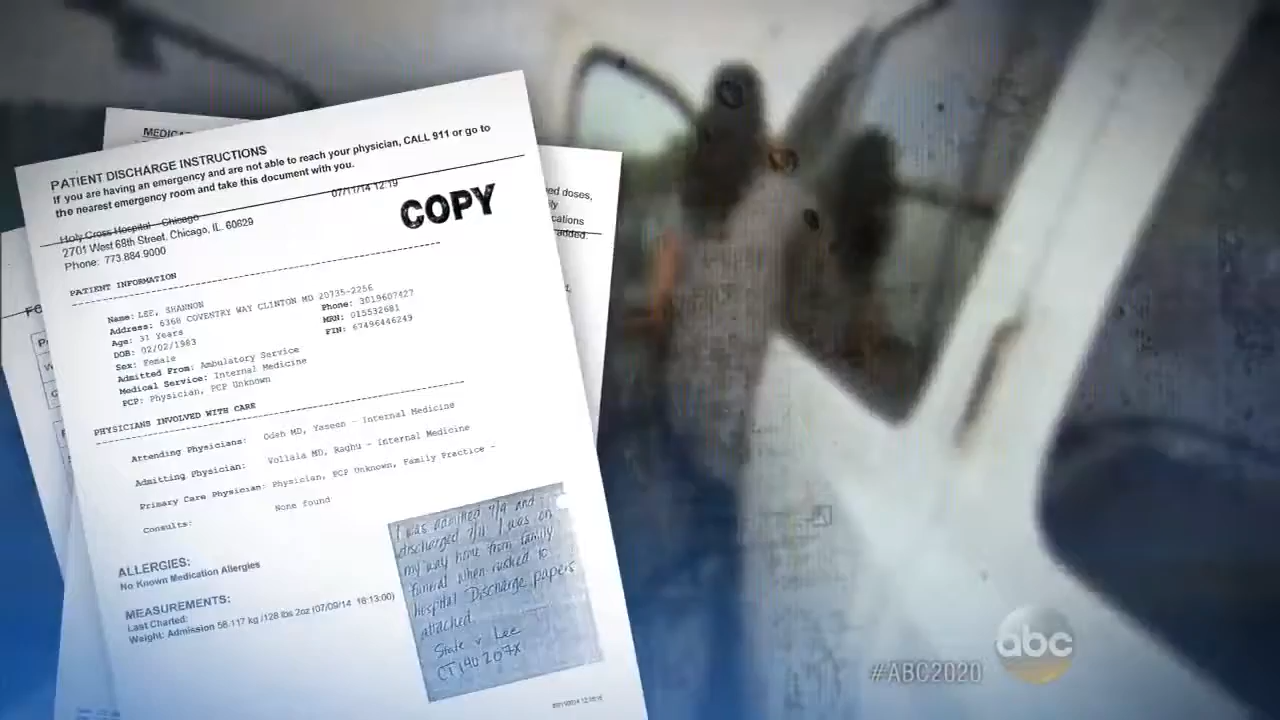 MEDICA
PATIENT DISCHARGE INSTRUCTIONS
If you are having an emergency and are not able to reach your physician, CALL 911 or go to
the nearest emergency room and take this document with you.
07/11/14 12:19
COPY
Holy Cross Hospital - Chicago
2701 West 68th Street, Chicago, IL. 60629
Phone: 773.884.9000
PATIENT INFORMATION
Name: LEE, SHANNON
Address: 6368 COVENTRY WAY CLINTON MD 20735-2256
Age: 31 Years
Phone: 3019607427
DOB: 02/02/1983
MRN: 015532681
Sex: Female
FIN: 67496446249
Admitted From: Ambulatory Service
Medical Service: Internal Medicine
PCP: Physician, PCP Unknown
PHYSICIANS INVOLVED WITH CARE
Attending Physicians: Odeh MD, Yaseen - Internal Medicine
Admitting Physician: Vollala MD, Raghu - Internal Medicine
Primary Care Physician: Physician, PCP Unknown, Family Practice -
Consults: None found
ALLERGIES:
No Known Medication Allergies
MEASUREMENTS:
Last Charted:
Weight: Admission 58.117 kg /128 lbs 2oz (07/09/14 18:13:00)
I was admitted 7/9 and
discharged 7/11. I was on
my way home from family
funeral when rushed to
hospital. Discharge papers
attached.
State v. Lee
CT140207X
ed doses,
ly
ications
added.
abc
#ABC2020